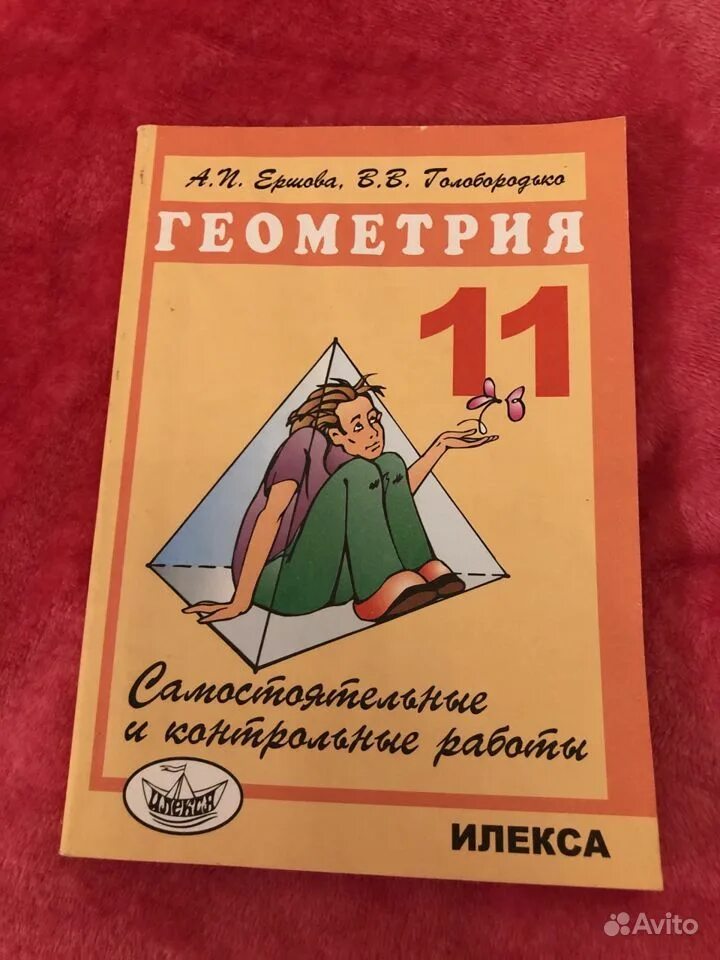 А.П. Ершова, В.В. Голобородько
ГЕОМЕТРИЯ
11
Самостоятельные
и контрольные работы
ИЛЕКСА
ИЛЕКСА
Avito